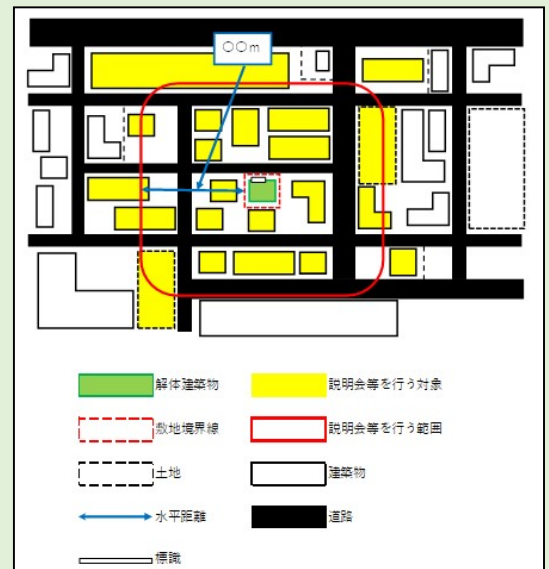 〇〇m
解体建築物
説明会等を行う対象
敷地境界線
説明会等を行う範囲
土地
建築物
水平距離
道路
標識